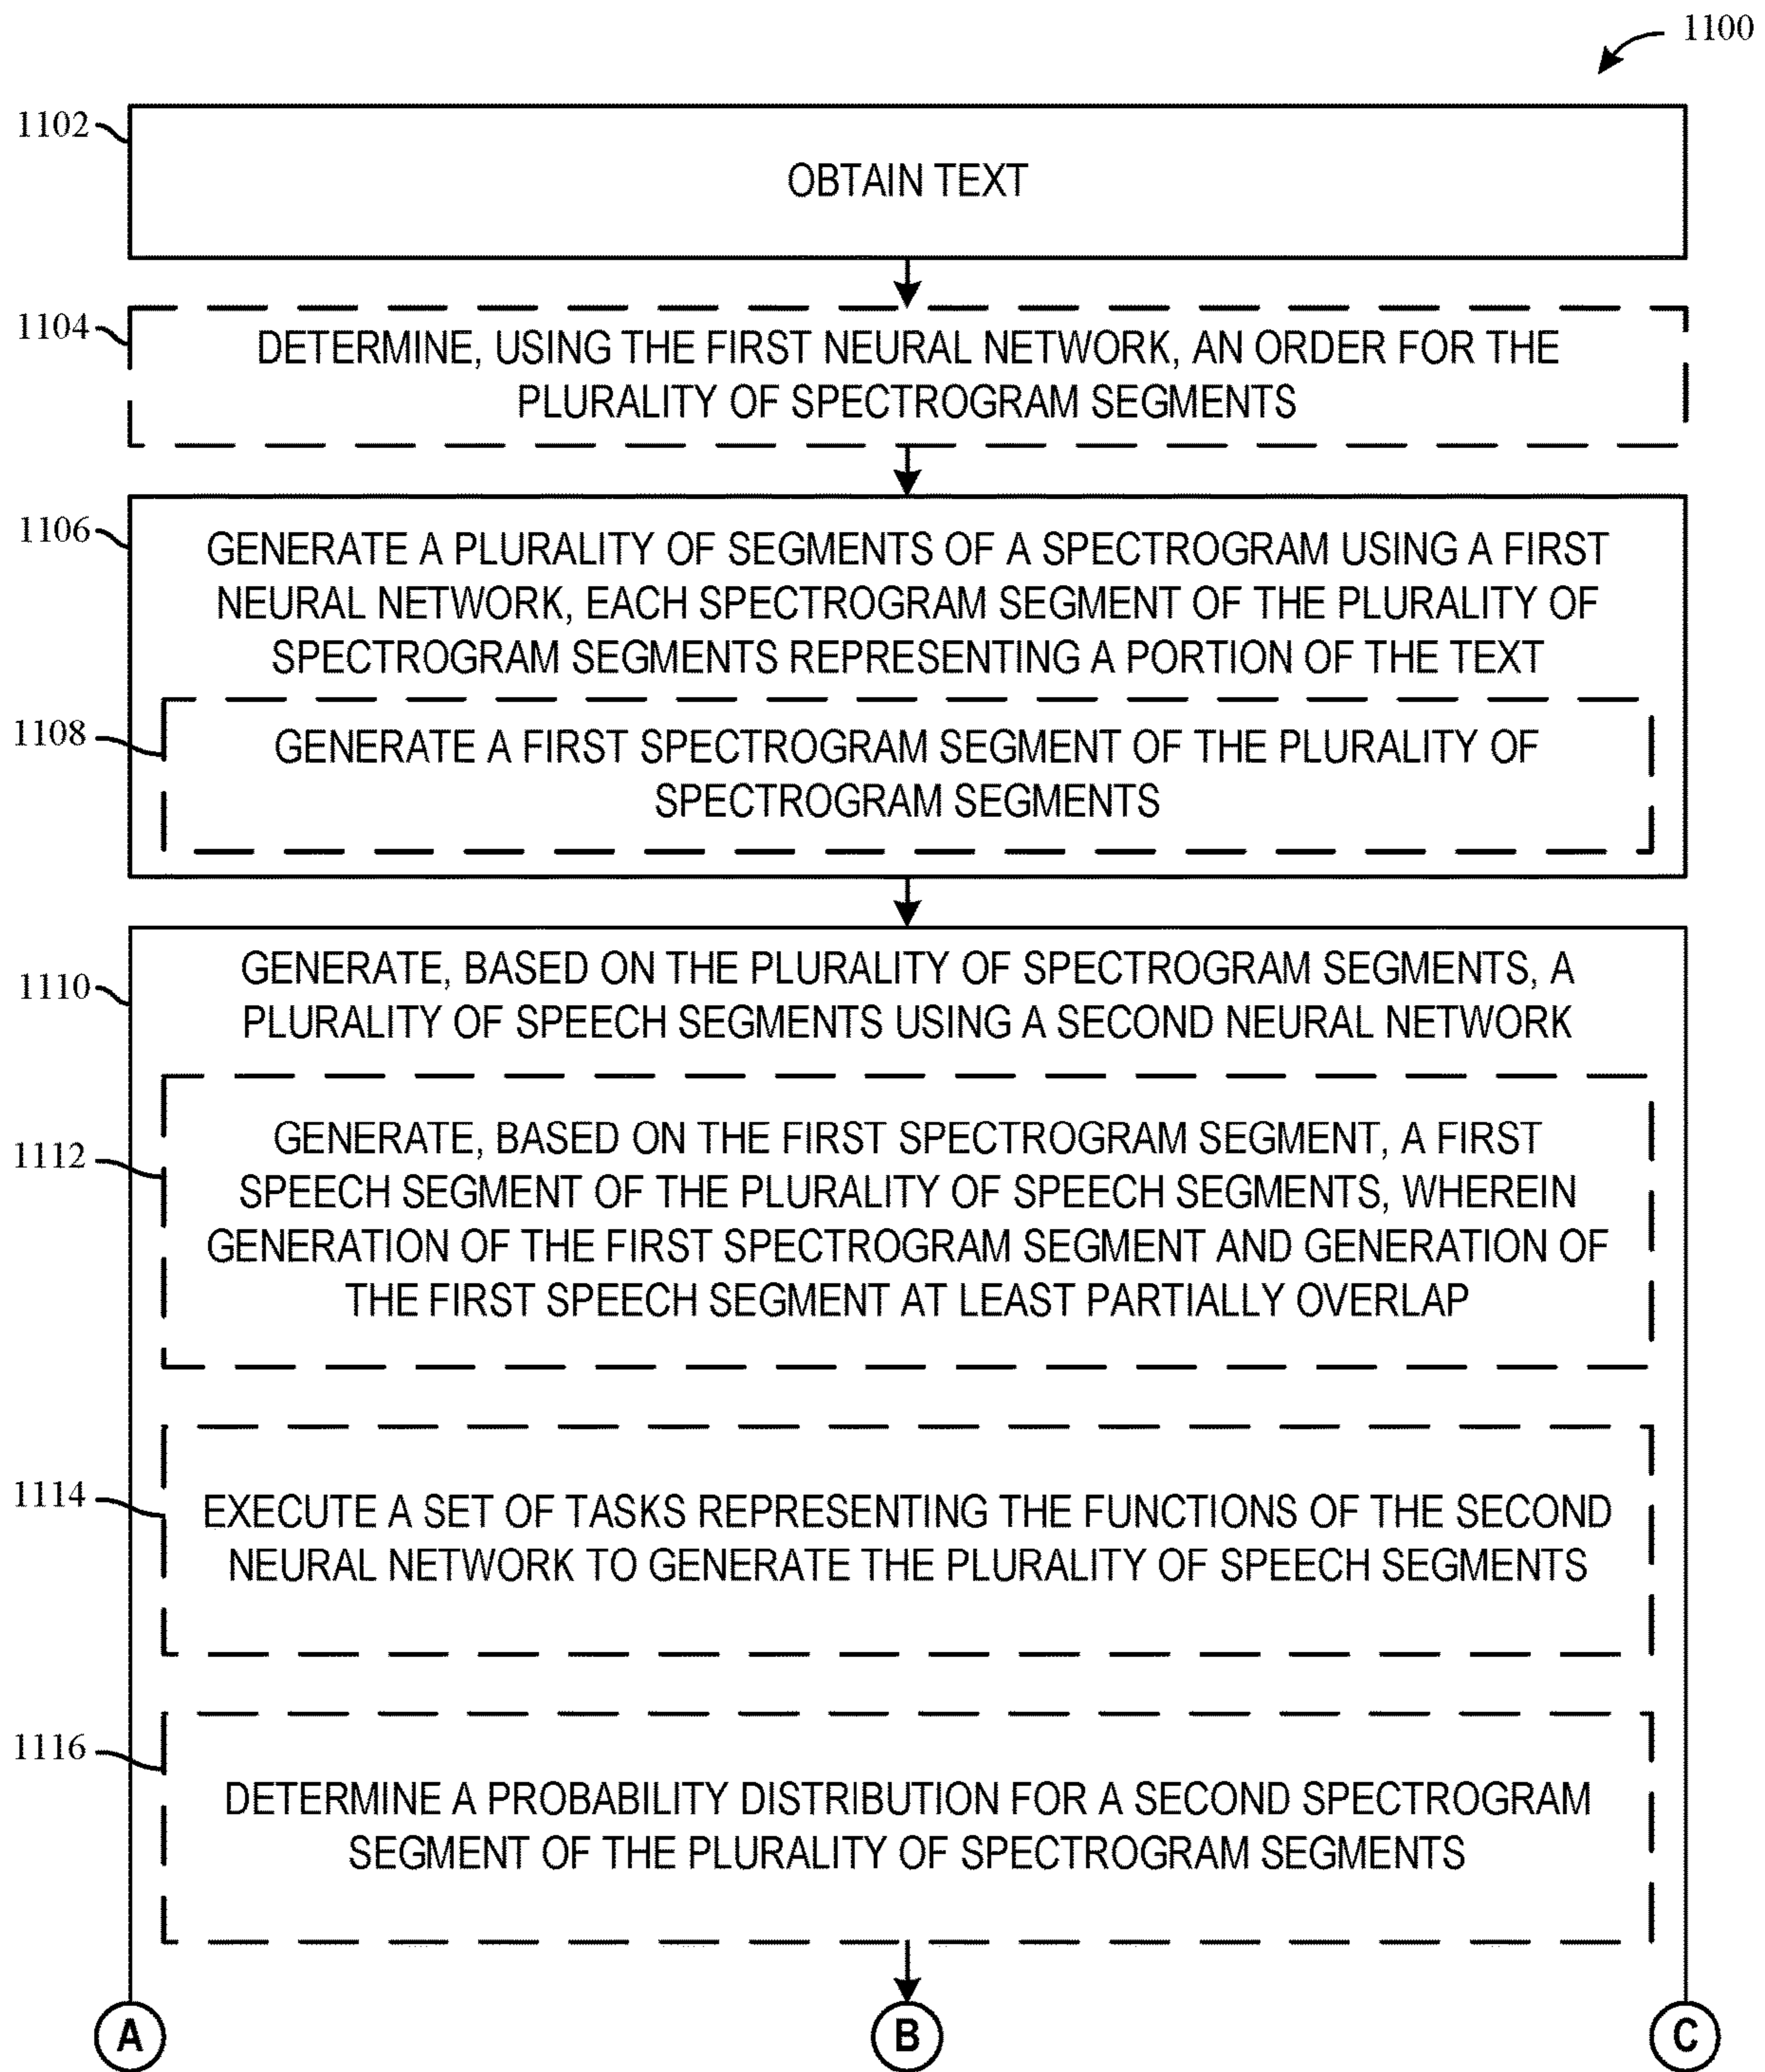 1100
1102
OBTAIN TEXT
1104
DETERMINE, USING THE FIRST NEURAL NETWORK, AN ORDER FOR THE
PLURALITY OF SPECTROGRAM SEGMENTS
1106
GENERATE A PLURALITY OF SEGMENTS OF A SPECTROGRAM USING A FIRST
NEURAL NETWORK, EACH SPECTROGRAM SEGMENT OF THE PLURALITY OF
SPECTROGRAM SEGMENTS REPRESENTING A PORTION OF THE TEXT
1108
GENERATE A FIRST SPECTROGRAM SEGMENT OF THE PLURALITY OF
SPECTROGRAM SEGMENTS
1110
GENERATE, BASED ON THE PLURALITY OF SPECTROGRAM SEGMENTS, A
PLURALITY OF SPEECH SEGMENTS USING A SECOND NEURAL NETWORK
1112
GENERATE, BASED ON THE FIRST SPECTROGRAM SEGMENT, A FIRST
SPEECH SEGMENT OF THE PLURALITY OF SPEECH SEGMENTS, WHEREIN
GENERATION OF THE FIRST SPECTROGRAM SEGMENT AND GENERATION OF
THE FIRST SPEECH SEGMENT AT LEAST PARTIALLY OVERLAP
1114
EXECUTE A SET OF TASKS REPRESENTING THE FUNCTIONS OF THE SECOND
NEURAL NETWORK TO GENERATE THE PLURALITY OF SPEECH SEGMENTS
1116
DETERMINE A PROBABILITY DISTRIBUTION FOR A SECOND SPECTROGRAM
SEGMENT OF THE PLURALITY OF SPECTROGRAM SEGMENTS
A
B
C